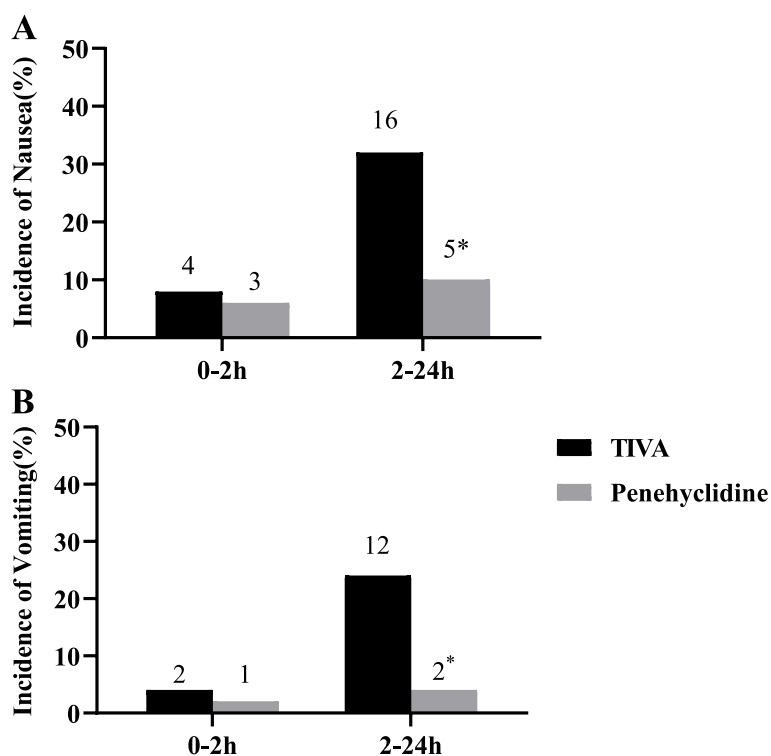 A
Incidence of Nausea(%)
50
40
30
20
10
0
4
3
16
5*
0-2h
2-24h
B
Incidence of Vomiting(%)
50
40
30
20
10
0
2
1
12
2*
0-2h
2-24h
TIVA
Penehyclidine